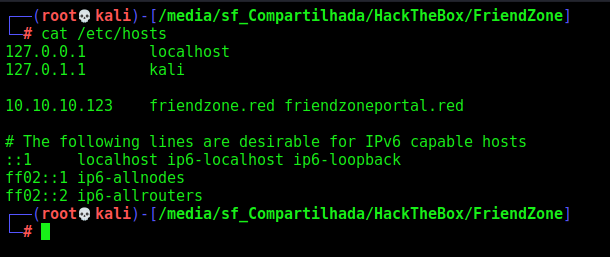 ┌──(root💀kali)-[/media/sf_Compartilhada/HackTheBox/FriendZone]
└─# cat /etc/hosts
127.0.0.1       localhost
127.0.1.1       kali
10.10.10.123    friendzone.red friendzoneportal.red
# The following lines are desirable for IPv6 capable hosts
::1     localhost ip6-localhost ip6-loopback
ff02::1 ip6-allnodes
ff02::2 ip6-allrouters
┌──(root💀kali)-[/media/sf_Compartilhada/HackTheBox/FriendZone]
└─#